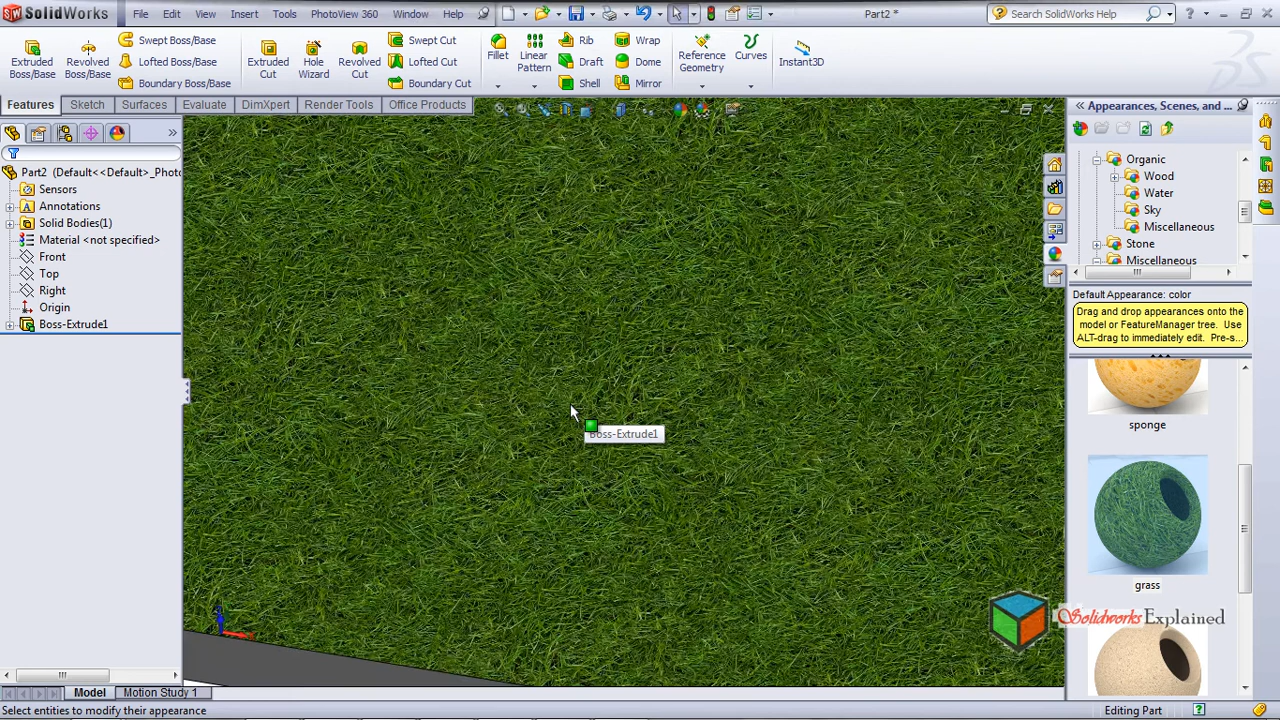 SolidWorks File Edit View Insert Tools PhotoView 360 Window Help Part2 * Search SolidWorks Help
Extruded Boss/Base
Revolved Boss/Base
Swept Boss/Base
Lofted Boss/Base
Boundary Boss/Base
Extruded Cut
Hole Wizard
Revolved Cut
Swept Cut
Lofted Cut
Boundary Cut
Fillet
Linear Pattern
Rib
Draft
Shell
Wrap
Dome
Mirror
Reference Geometry
Curves
Instant3D
Features Sketch Surfaces Evaluate DimXpert Render Tools Office Products
Part2 (Default<<Default>_Photo
Sensors
Annotations
Solid Bodies(1)
Material <not specified>
Front
Top
Right
Origin
Boss-Extrude1
Boss-Extrude1
Appearances, Scenes, and ...
Organic
Wood
Water
Sky
Miscellaneous
Stone
Miscellaneous
Default Appearance: color
Drag and drop appearances onto the
model or FeatureManager tree. Use
ALT-drag to immediately edit. Pre-s...
sponge
grass
Solidworks Explained
Model Motion Study 1
Select entities to modify their appearance
Editing Part